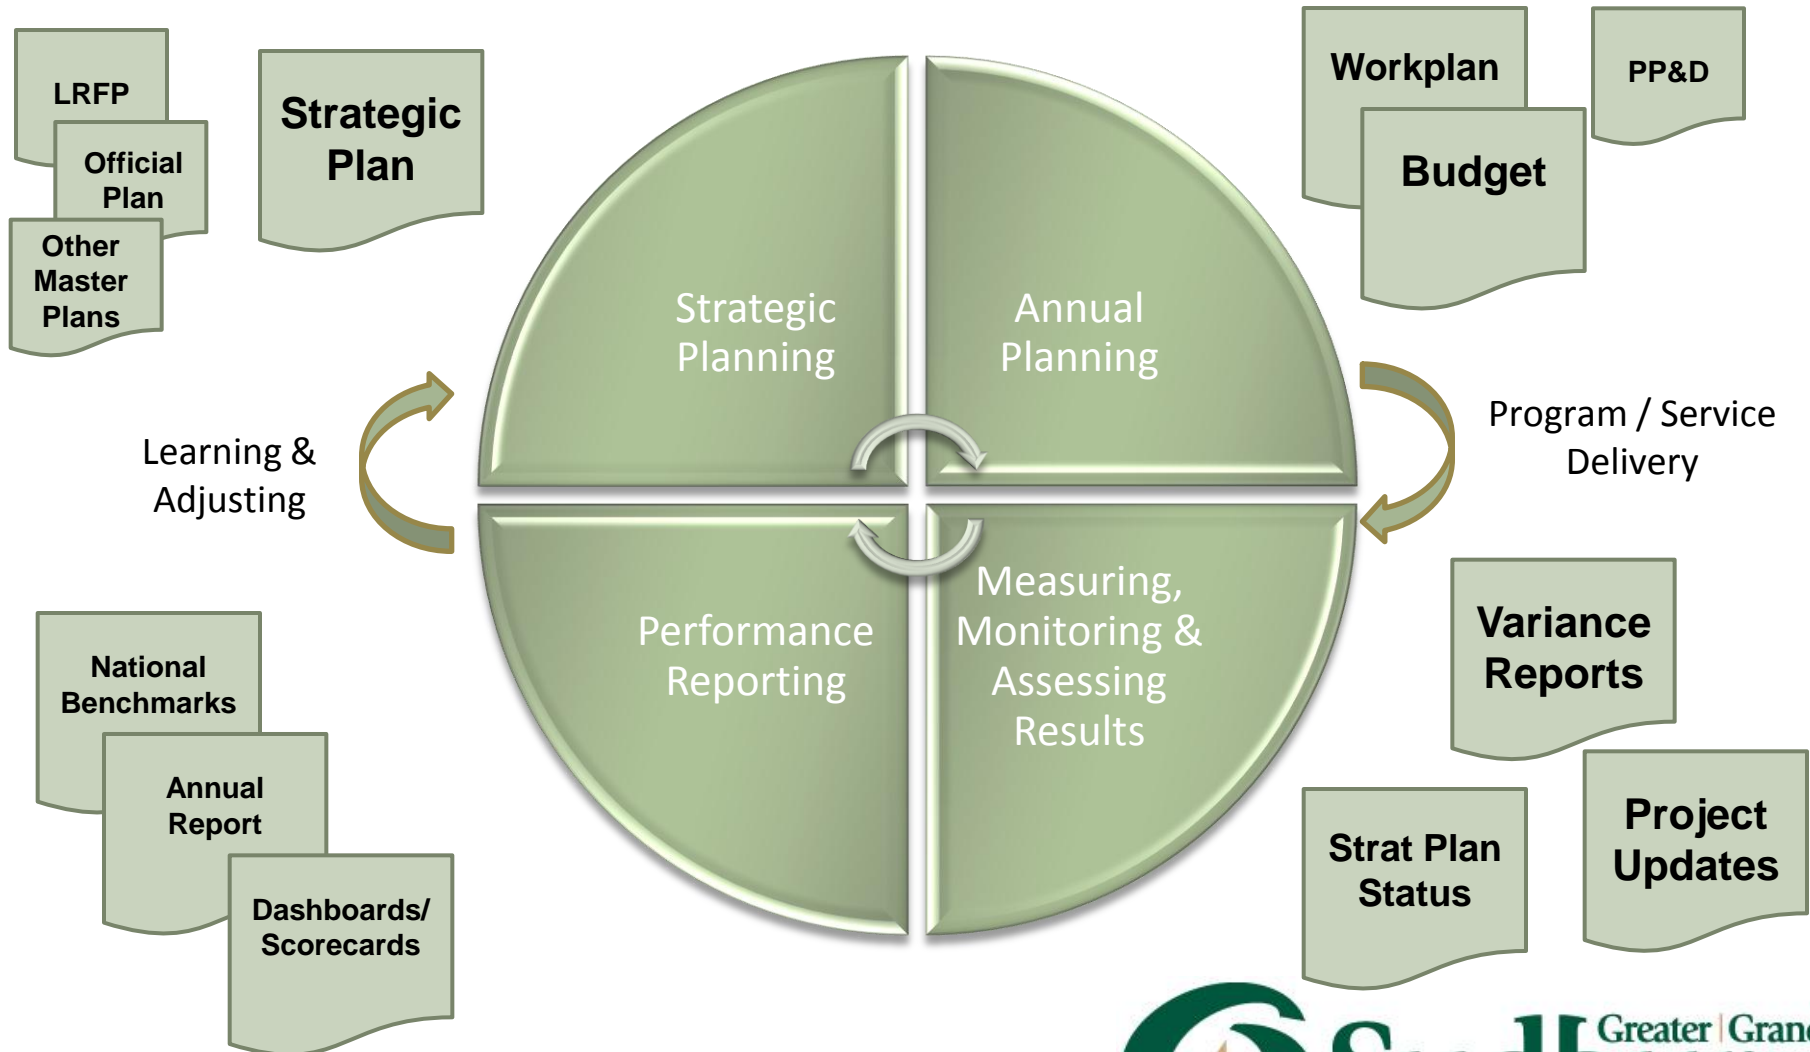 LRFP
Official
Plan
Other
Master
Plans
Strategic
Plan
Workplan
Budget
PP&D
Strategic
Planning
Annual
Planning
Learning &
Adjusting
Program / Service
Delivery
Performance
Reporting
Measuring,
Monitoring &
Assessing
Results
National
Benchmarks
Annual
Report
Dashboards/
Scorecards
Variance
Reports
Project
Updates
Strat Plan
Status
Greater | Grand